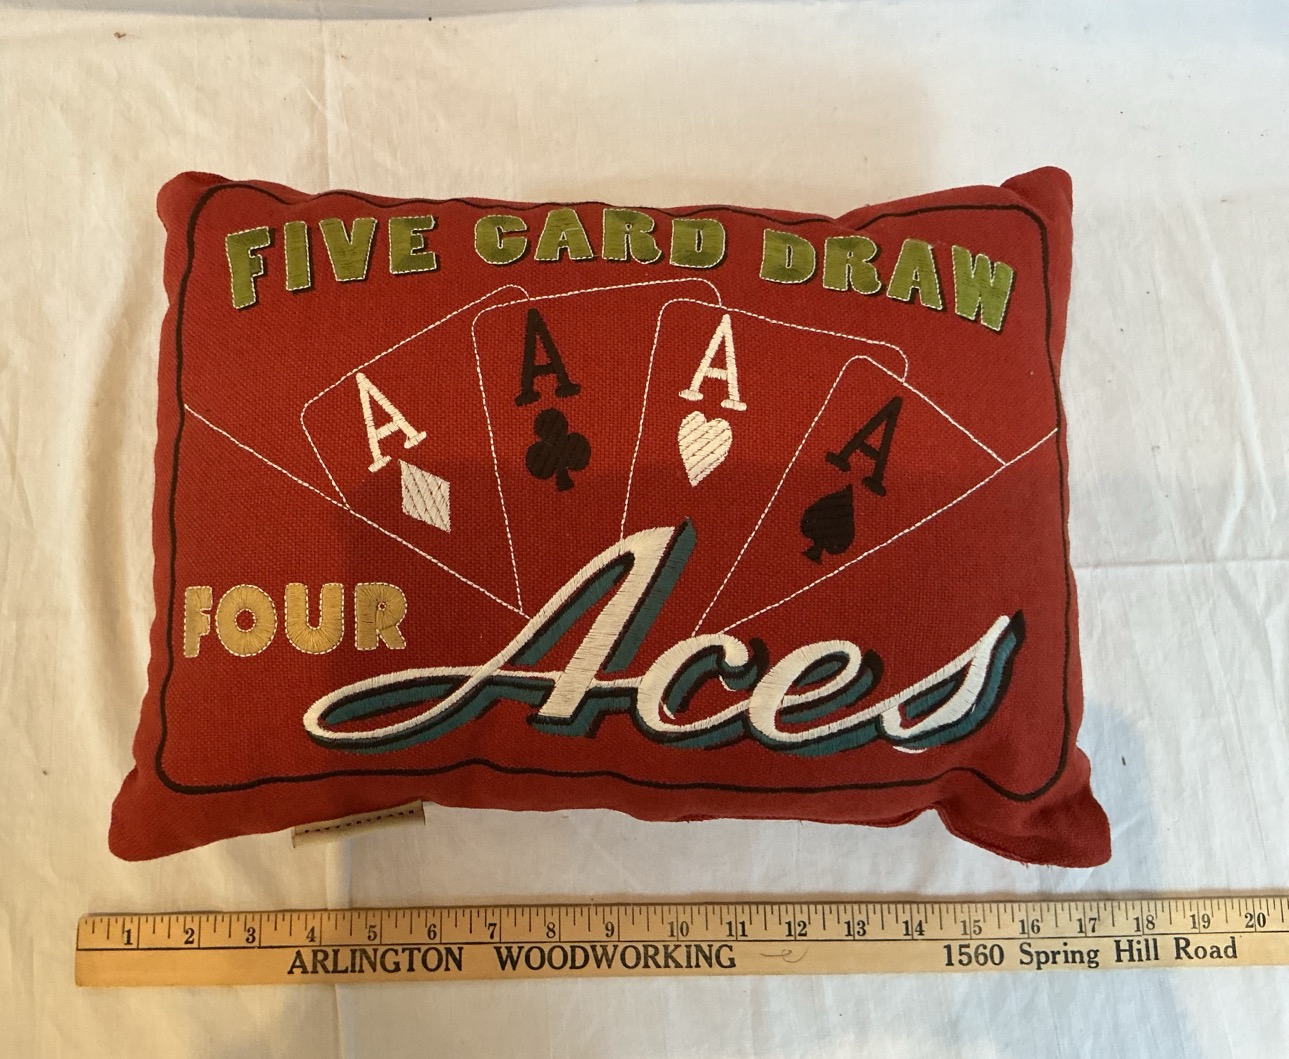 FIVE CARD DRAW
A A A A
FOUR
Aces
1 2 3 4 5 6 7 8 9 10 11 12 13 14 15 16 17 18 19 20
ARLINGTON WOODWORKING 1560 Spring Hill Road